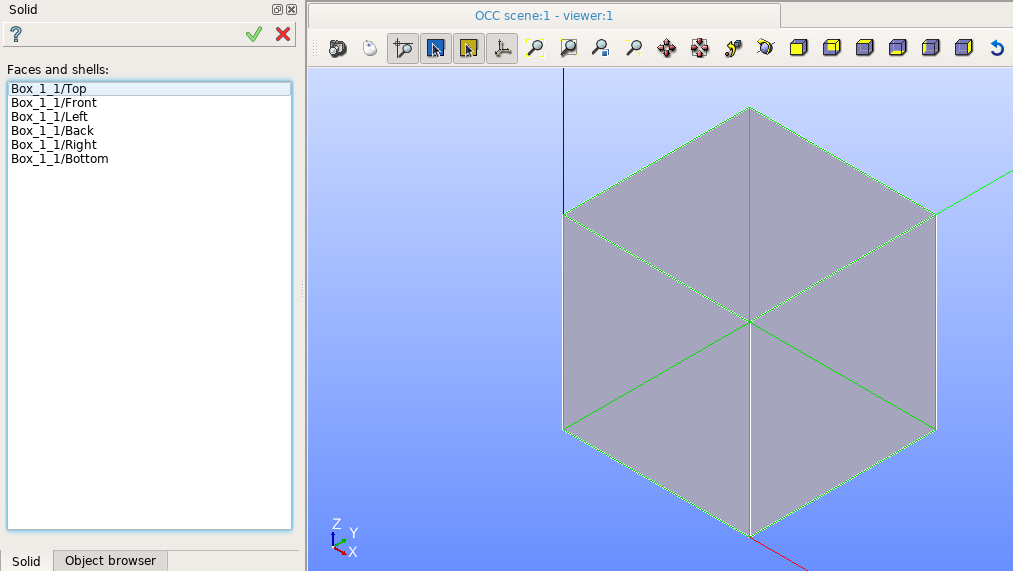 Solid
OCC scene:1 - viewer:1
?
Faces and shells:
Box_1_1/Top
Box_1_1/Front
Box_1_1/Left
Box_1_1/Back
Box_1_1/Right
Box_1_1/Bottom
Z
Y
X
Solid
Object browser